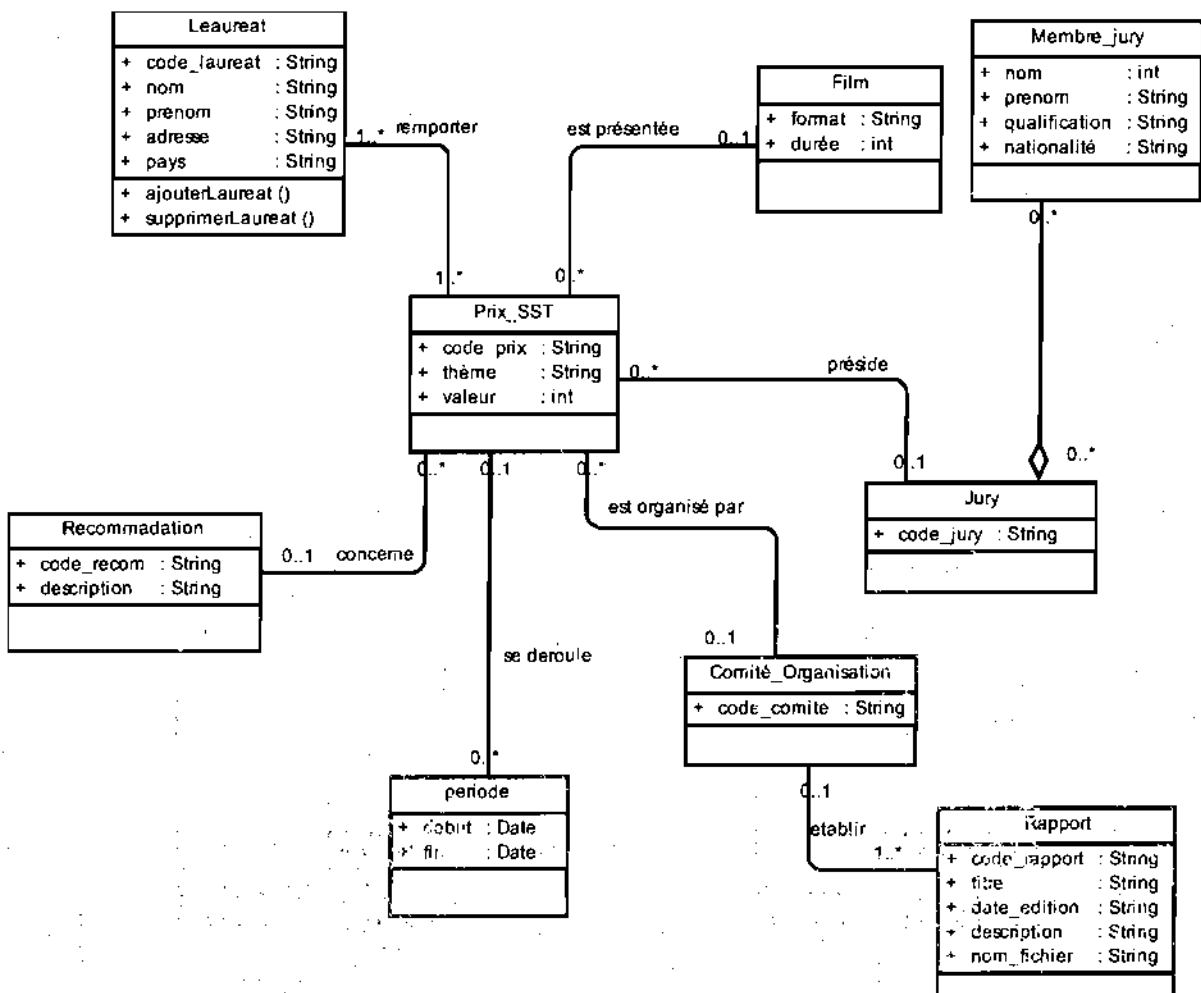 Leaureat
+ code_laureat : String
+ nom : String
+ prenom : String
+ adresse : String
+ pays : String
+ ajouterLaureat ()
+ supprimerLaureat ()
1..*
remporter
1..*
Film
+ format : String
+ durée : int
est présentée
0..1
0..*
Membre_jury
+ nom : int
+ prenom : String
+ qualification : String
+ nationalité : String
0..*
0..*
Prix_SST
+ code_prix : String
+ thème : String
+ valeur : int
0..*
préside
0..1
Jury
+ code_jury : String
0..*
0..1
0..*
Recommadation
+ code_recom : String
+ description : String
0..1
concerne
est organisé par
0..1
se deroule
0..*
Comité_Organisation
+ code_comite : String
periode
+ debut : Date
+ fin : Date
0..1
etablir
1..*
Rapport
+ code_rapport : String
+ titre : String
+ date_edition : String
+ description : String
+ nom_fichier : String